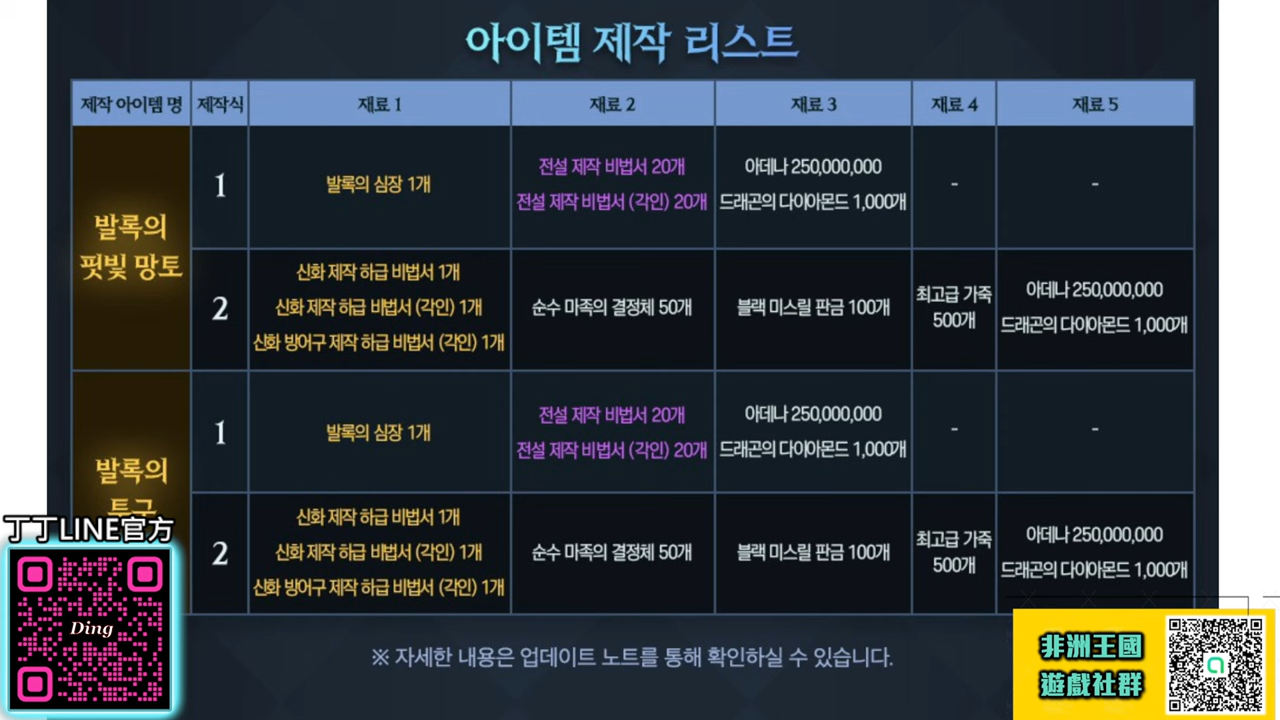 아이템 제작 리스트
제작 아이템 명 제작식 재료 1 재료 2 재료 3 재료 4 재료 5
발록의
핏빛 망토
1
발록의 심장 1개
전설 제작 비법서 20개
전설 제작 비법서 (각인) 20개
아데나 250,000,000
드래곤의 다이아몬드 1,000개
-
-
2
신화 제작 하급 비법서 1개
신화 제작 하급 비법서 (각인) 1개
신화 방어구 제작 하급 비법서 (각인) 1개
순수 마족의 결정체 50개
블랙 미스릴 판금 100개
최고급 가죽
500개
아데나 250,000,000
드래곤의 다이아몬드 1,000개
발록의
투구
1
발록의 심장 1개
전설 제작 비법서 20개
전설 제작 비법서 (각인) 20개
아데나 250,000,000
드래곤의 다이아몬드 1,000개
-
-
2
신화 제작 하급 비법서 1개
신화 제작 하급 비법서 (각인) 1개
신화 방어구 제작 하급 비법서 (각인) 1개
순수 마족의 결정체 50개
블랙 미스릴 판금 100개
최고급 가죽
500개
아데나 250,000,000
드래곤의 다이아몬드 1,000개
※ 자세한 내용은 업데이트 노트를 통해 확인하실 수 있습니다.
丁丁LINE官方
Ding
非洲王國
遊戲社群